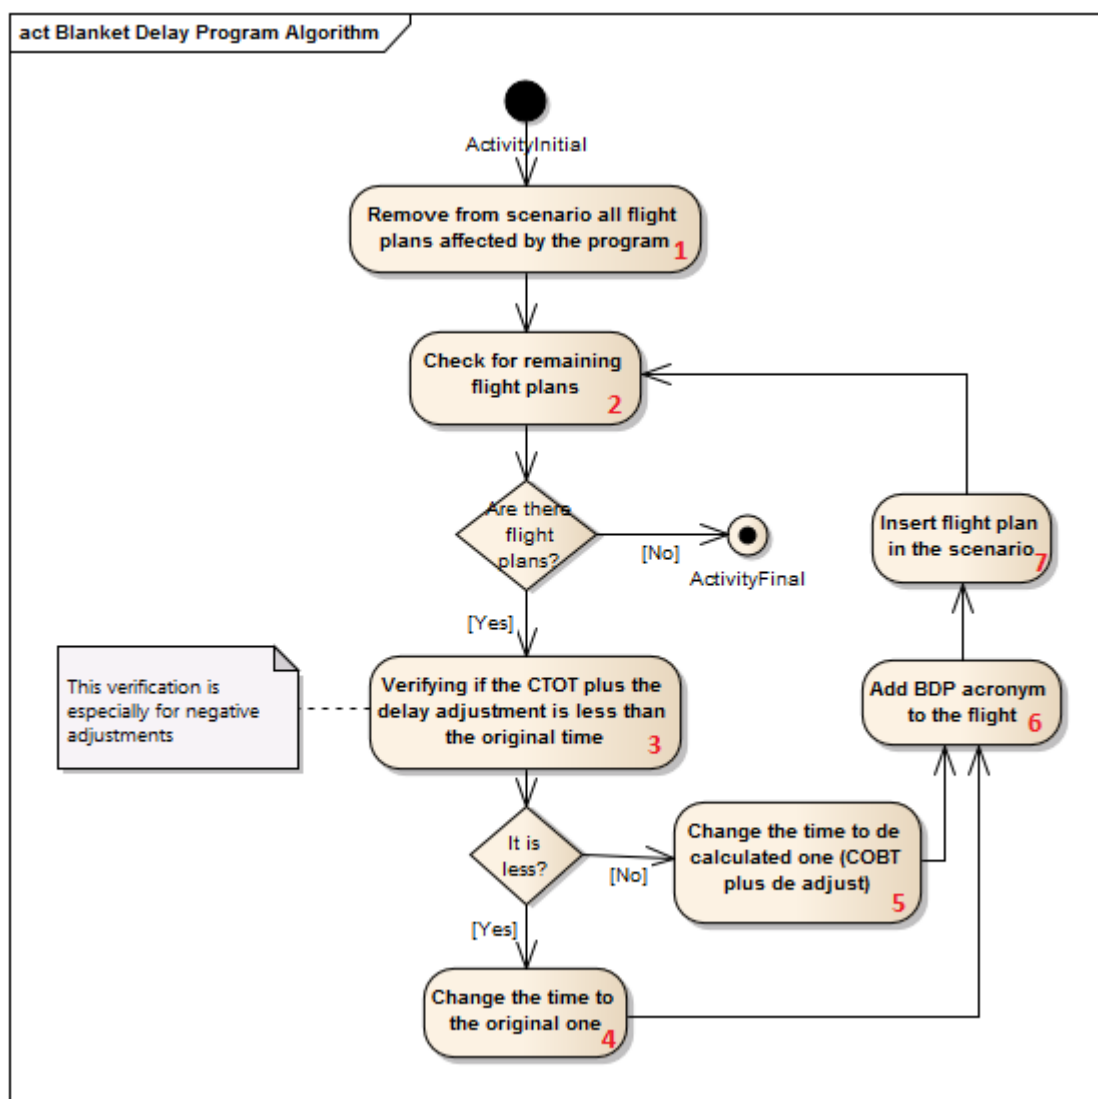 act Blanket Delay Program Algorithm
ActivityInitial
Remove from scenario all flight
plans affected by the program
1
Check for remaining
flight plans
2
Are there
flight
plans?
[No]
ActivityFinal
[Yes]
This verification is
especially for negative
adjustments
Verifying if the CTOT plus the
delay adjustment is less than
the original time
3
It is
less?
[No]
[Yes]
Change the time to
the original one
4
Change the time to de
calculated one (COBT
plus de adjust)
5
Add BDP acronym
to the flight
6
Insert flight plan
in the scenario
7